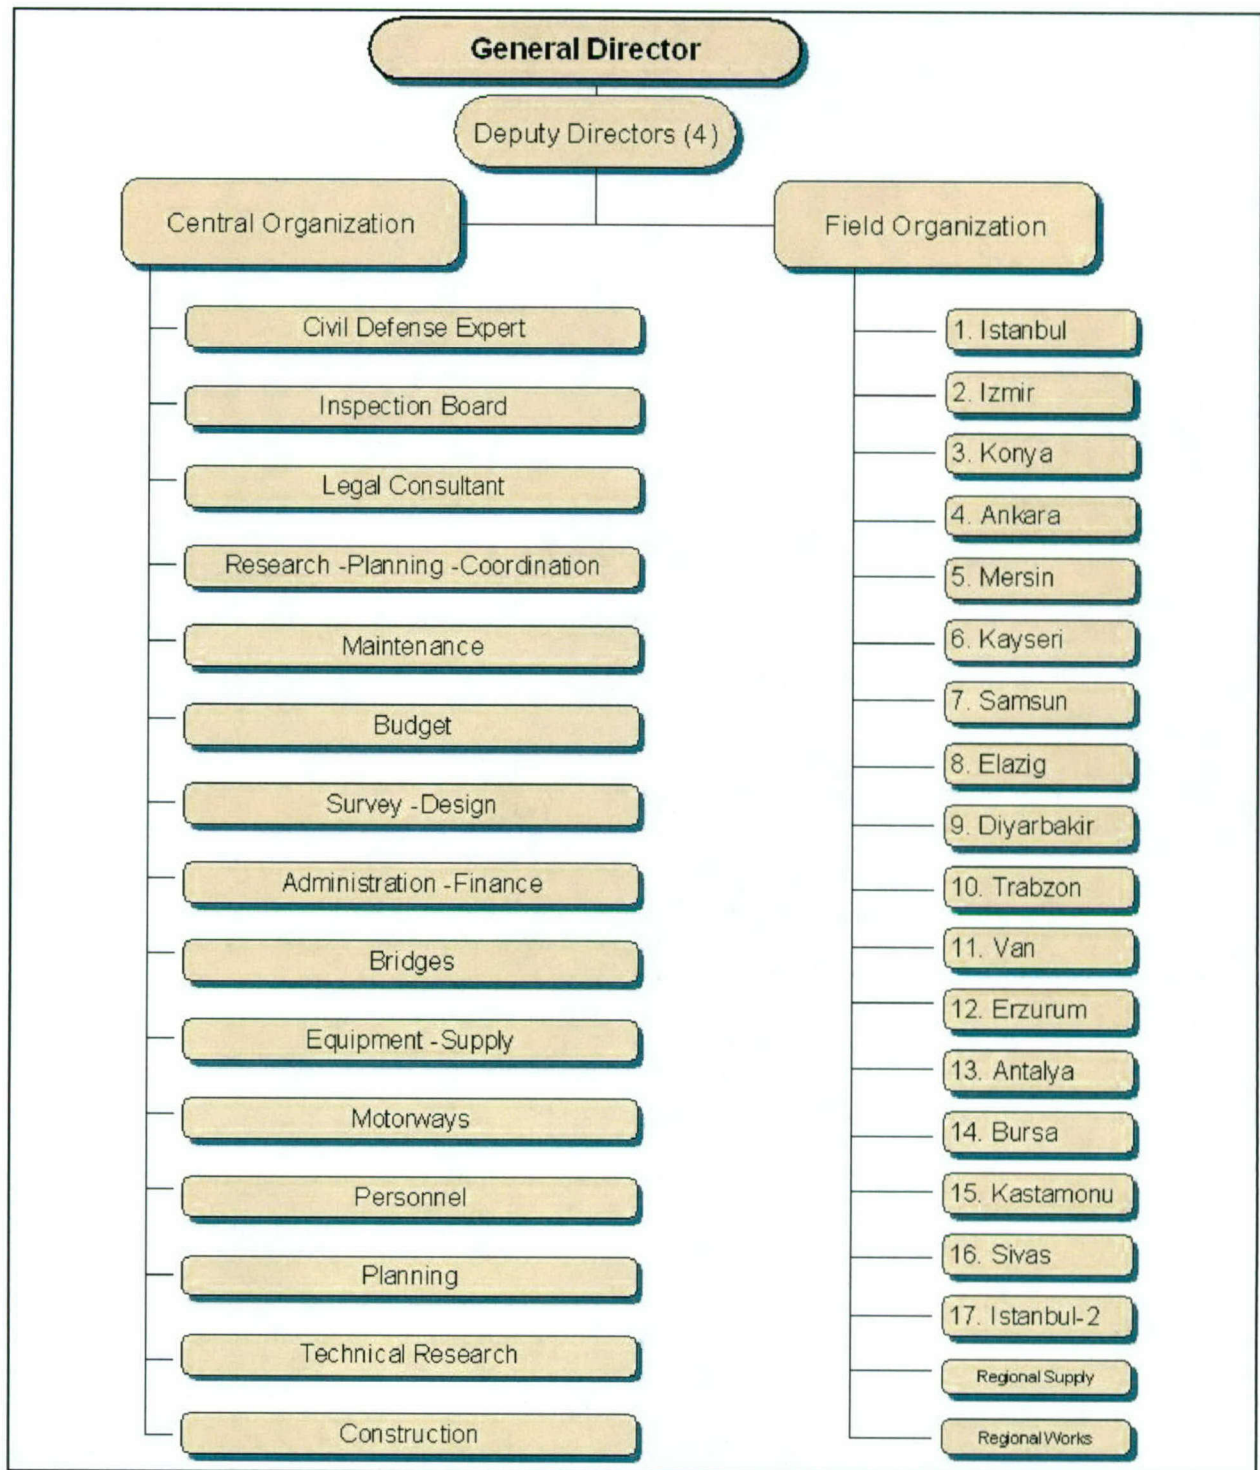 General Director
Deputy Directors (4)
Central Organization
Field Organization
Civil Defense Expert
Inspection Board
Legal Consultant
Research -Planning -Coordination
Maintenance
Budget
Survey -Design
Administration -Finance
Bridges
Equipment -Supply
Motorways
Personnel
Planning
Technical Research
Construction
1. Istanbul
2. Izmir
3. Konya
4. Ankara
5. Mersin
6. Kayseri
7. Samsun
8. Elazig
9. Diyarbakir
10. Trabzon
11. Van
12. Erzurum
13. Antalya
14. Bursa
15. Kastamonu
16. Sivas
17. Istanbul-2
Regional Supply
Regional Works